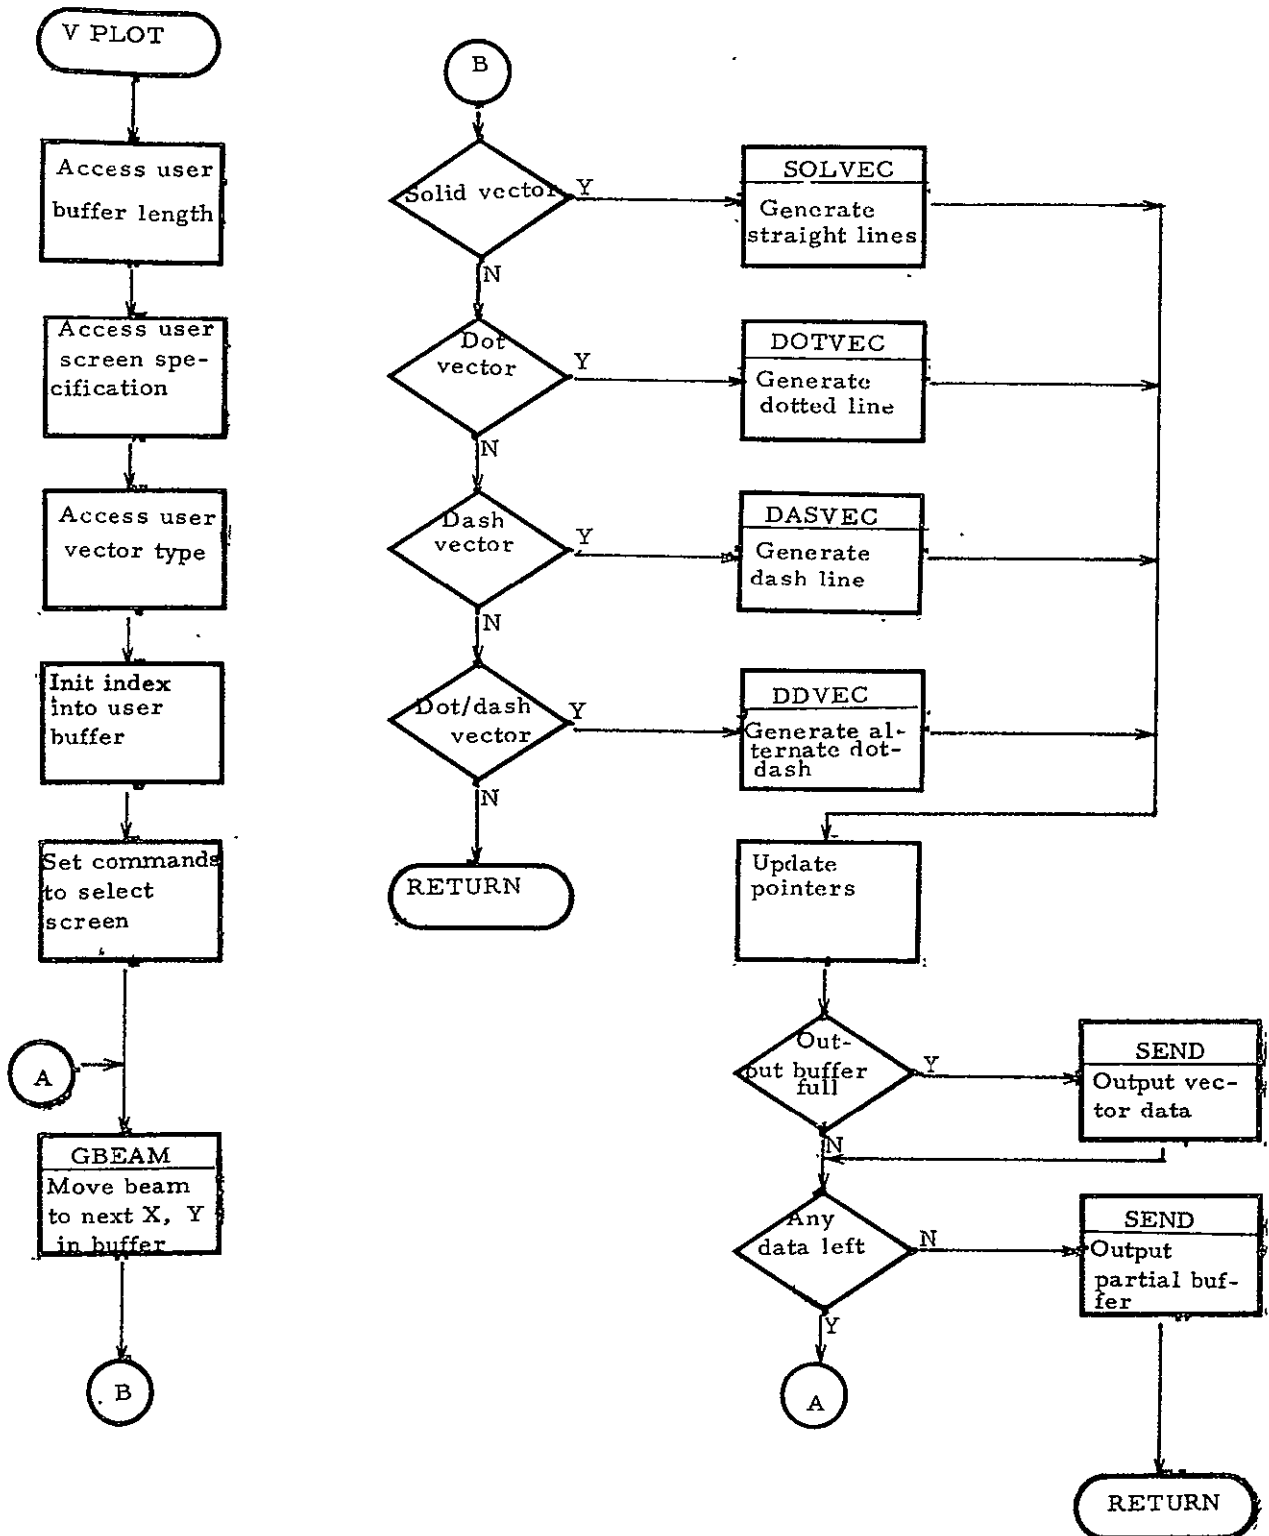 V PLOT
Access user
buffer length
Access user
screen spe-
cification
Access user
vector type
Init index
into user
buffer
Set commands
to select
screen
A
GBEAM
Move beam
to next X, Y
in buffer
B
B
Solid vector
Y
N
SOLVEC
Generate
straight lines
Dot
vector
Y
N
DOTVEC
Generate
dotted line
Dash
vector
Y
N
DASVEC
Generate
dash line
Dot/dash
vector
Y
N
DDVEC
Generate al-
ternate dot-
dash
RETURN
Update
pointers
Out-
put buffer
full
Y
N
SEND
Output vec-
tor data
Any
data left
N
Y
SEND
Output
partial buf-
fer
A
RETURN